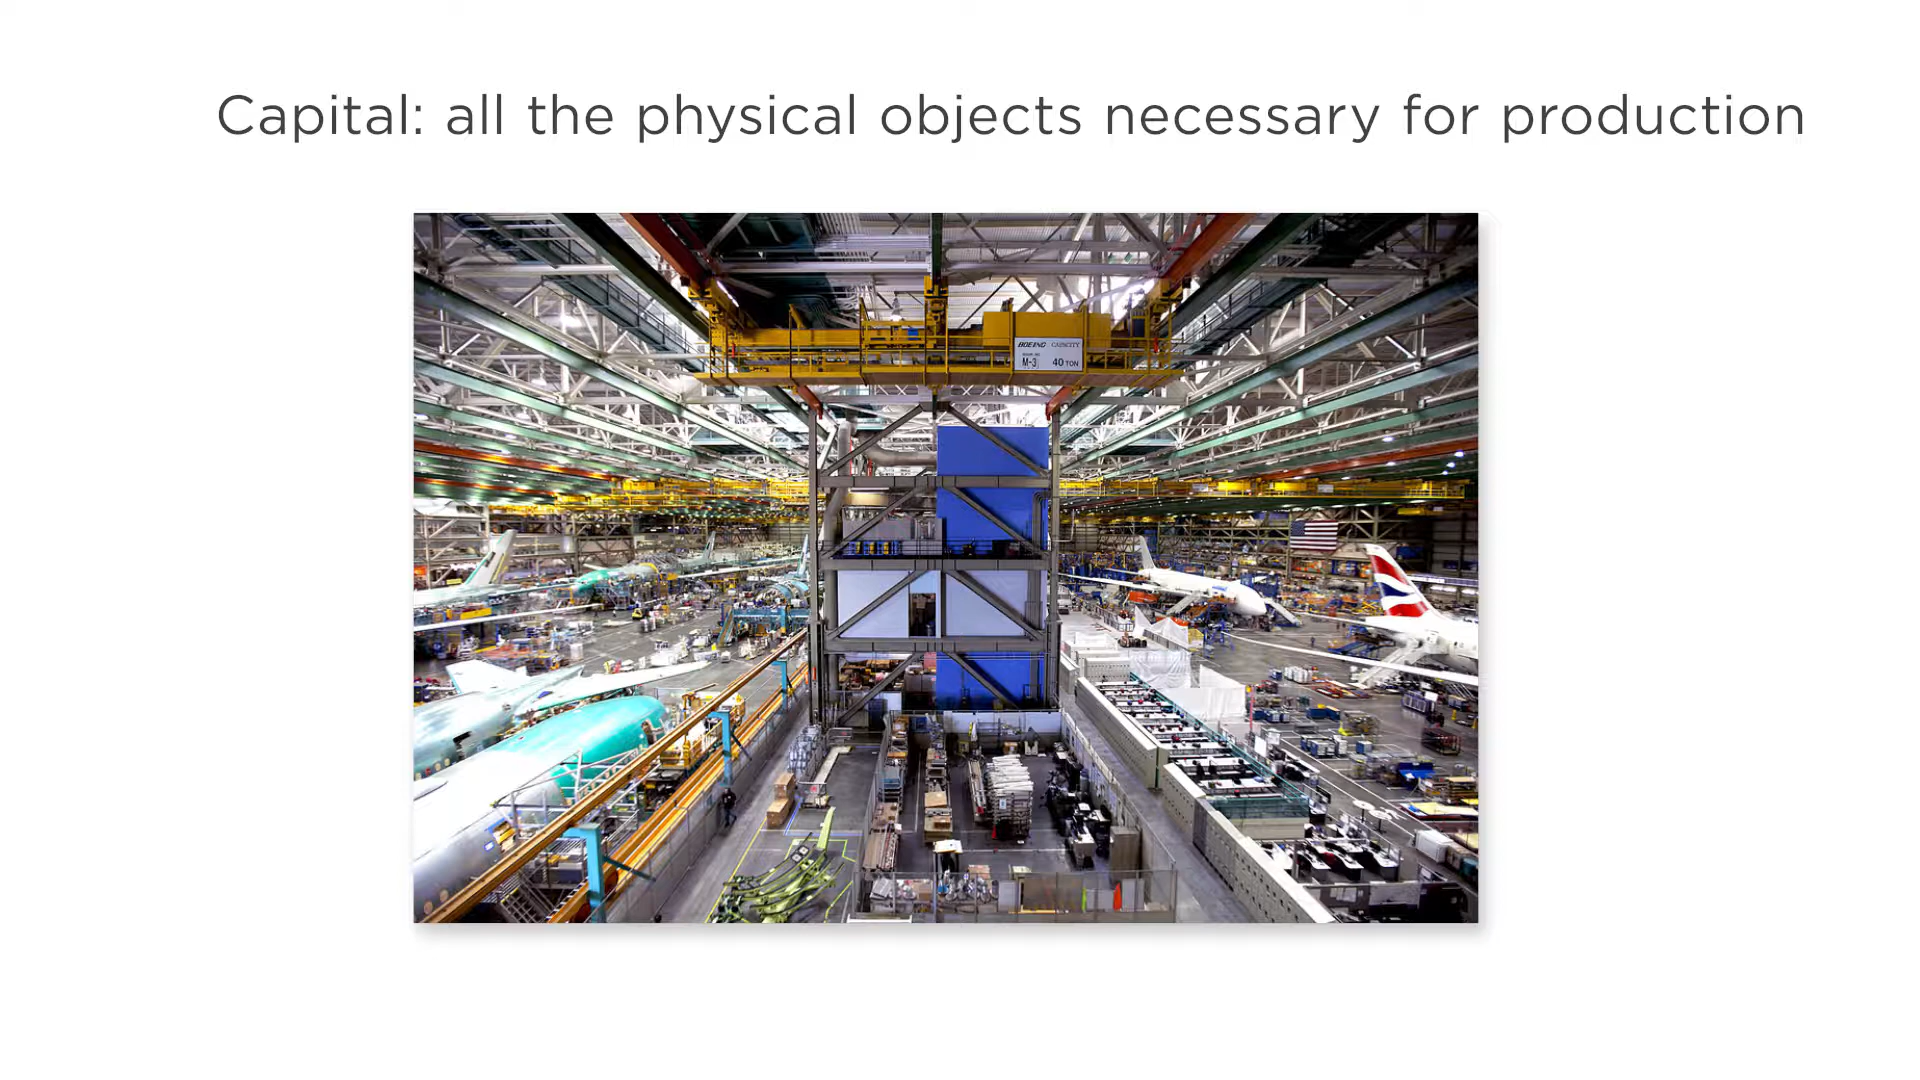 Capital: all the physical objects necessary for production
BOEING CAPACITY
M-3 40 TON